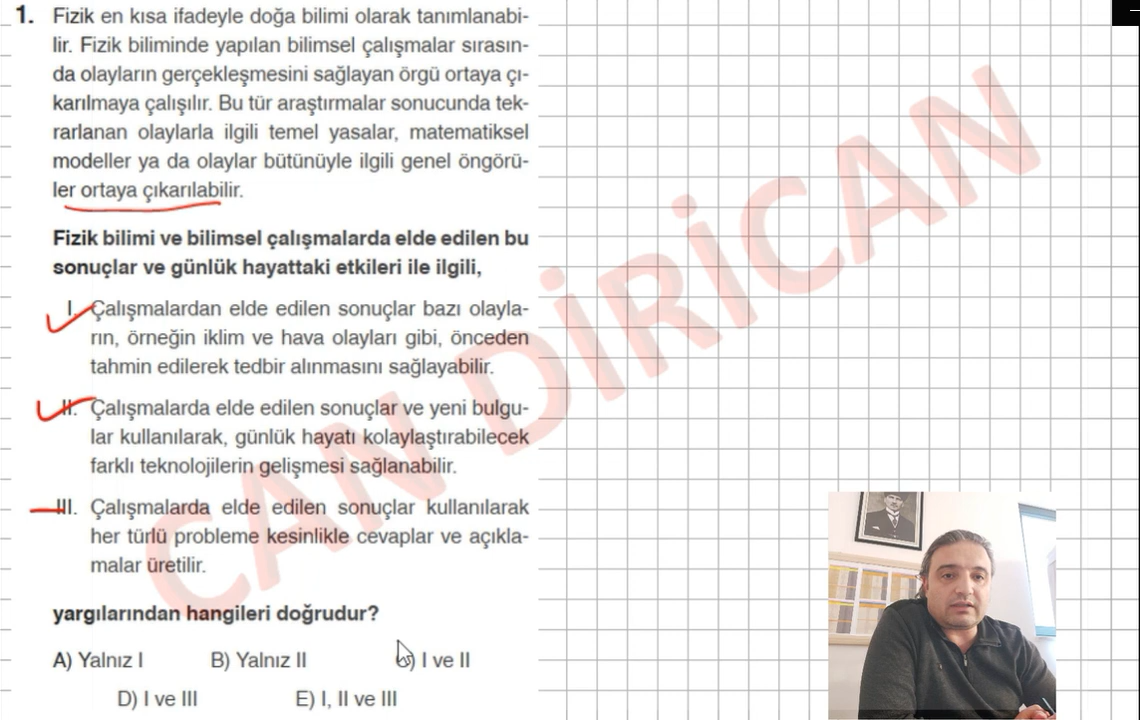 1. Fizik en kısa ifadeyle doğa bilimi olarak tanımlanabi-
lir. Fizik biliminde yapılan bilimsel çalışmalar sırasın-
da olayların gerçekleşmesini sağlayan örgü ortaya çı-
karılmaya çalışılır. Bu tür araştırmalar sonucunda tek-
rarlanan olaylarla ilgili temel yasalar, matematiksel
modeller ya da olaylar bütünüyle ilgili genel öngörü-
ler ortaya çıkarılabilir.
Fizik bilimi ve bilimsel çalışmalarda elde edilen bu
sonuçlar ve günlük hayattaki etkileri ile ilgili,
I. Çalışmalardan elde edilen sonuçlar bazı olayla-
rın, örneğin iklim ve hava olayları gibi, önceden
tahmin edilerek tedbir alınmasını sağlayabilir.
II. Çalışmalarda elde edilen sonuçlar ve yeni bulgu-
lar kullanılarak, günlük hayatı kolaylaştırabilecek
farklı teknolojilerin gelişmesi sağlanabilir.
III. Çalışmalarda elde edilen sonuçlar kullanılarak
her türlü probleme kesinlikle cevaplar ve açıkla-
malar üretilir.
yargılarından hangileri doğrudur?
A) Yalnız I B) Yalnız II C) I ve II
D) I ve III E) I, II ve III
CAN DİRİCAN